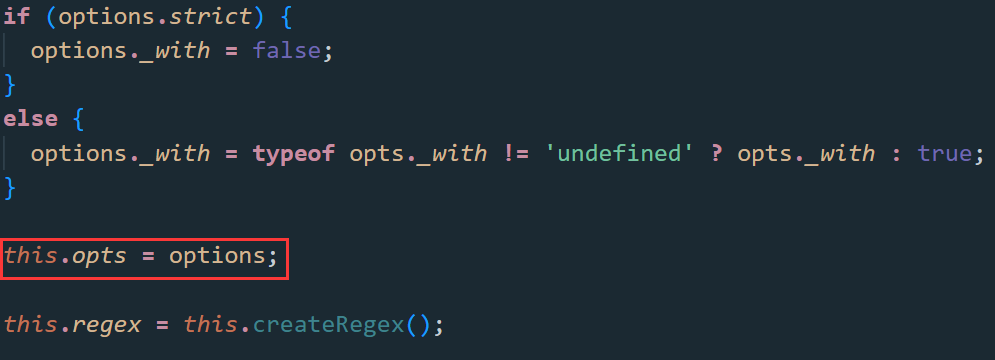 if (options.strict) {
options._with = false;
}
else {
options._with = typeof opts._with != 'undefined' ? opts._with : true;
}
this.opts = options;
this.regex = this.createRegex();